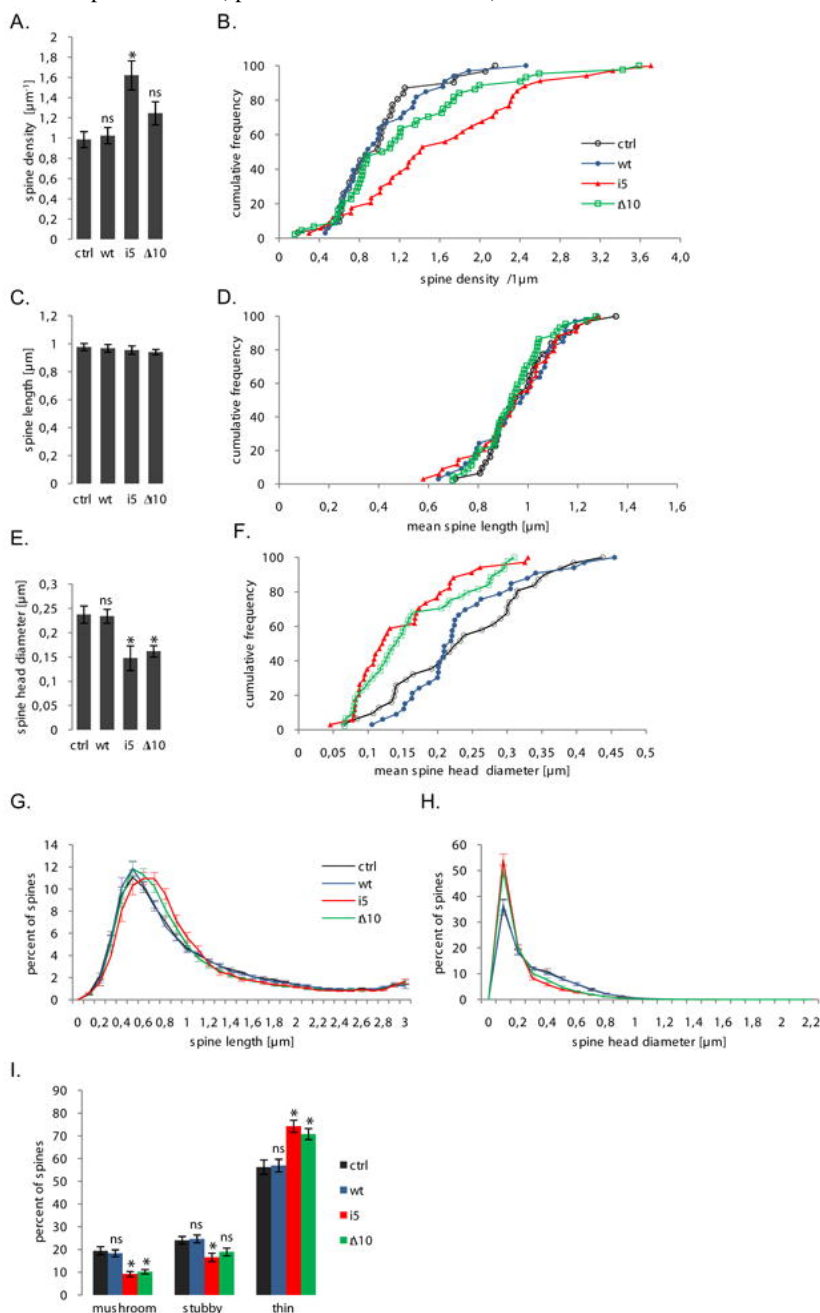 A.
B.
spine density [µm⁻¹]
1,8
1,6
1,4
1,2
1
0,8
0,6
0,4
0,2
0
ns
*
ns
ctrl wt i5 Δ10
cumulative frequency
100
80
60
40
20
0
0 0,4 0,8 1,2 1,6 2,0 2,4 2,8 3,2 3,6 4,0
spine density /1µm
ctrl
wt
i5
Δ10
C.
D.
spine length [µm]
1,2
1
0,8
0,6
0,4
0,2
0
ctrl wt i5 Δ10
cumulative frequency
100
80
60
40
20
0
0 0,2 0,4 0,6 0,8 1 1,2 1,4 1,6
mean spine length [µm]
E.
F.
spine head diameter [µm]
0,3
0,25
0,2
0,15
0,1
0,05
0
ns
*
*
ctrl wt i5 Δ10
cumulative frequency
100
80
60
40
20
0
0 0,05 0,1 0,15 0,2 0,25 0,3 0,35 0,4 0,45 0,5
mean spine head diameter [µm]
G.
H.
percent of spines
14
12
10
8
6
4
2
0
0 0,2 0,4 0,6 0,8 1 1,2 1,4 1,6 1,8 2 2,2 2,4 2,6 2,8 3
spine length [µm]
ctrl
wt
i5
Δ10
percent of spines
60
50
40
30
20
10
0
0 0,2 0,4 0,6 0,8 1 1,2 1,4 1,6 1,8 2 2,2
spine head diameter [µm]
I.
percent of spines
90
80
70
60
50
40
30
20
10
0
ns * *
ns * ns
ns * *
mushroom stubby thin
ctrl
wt
i5
Δ10